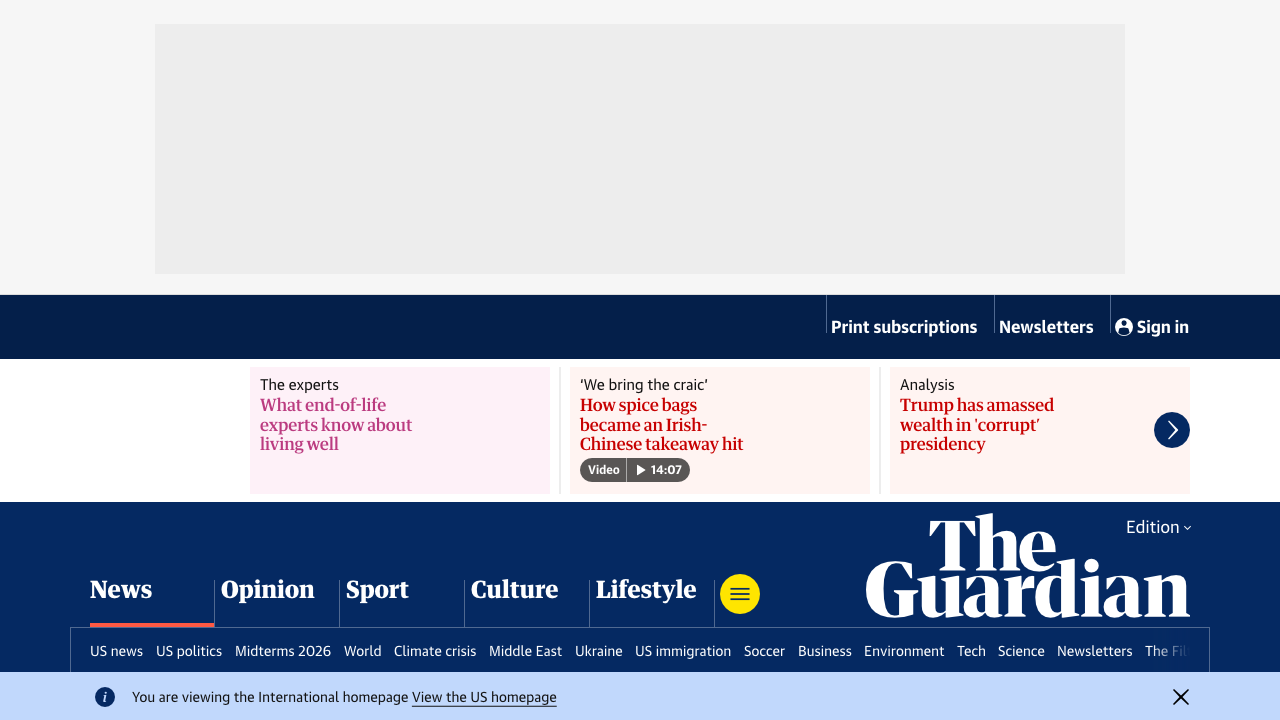 Print subscriptions
Newsletters
Sign in
The experts
What end-of-life
experts know about
living well
‘We bring the craic’
How spice bags
became an Irish-
Chinese takeaway hit
Video
14:07
Analysis
Trump has amassed
wealth in 'corrupt’
presidency
Edition
The
Guardian
News
Opinion
Sport
Culture
Lifestyle
US news
US politics
Midterms 2026
World
Climate crisis
Middle East
Ukraine
US immigration
Soccer
Business
Environment
Tech
Science
Newsletters
The
You are viewing the International homepage View the US homepage